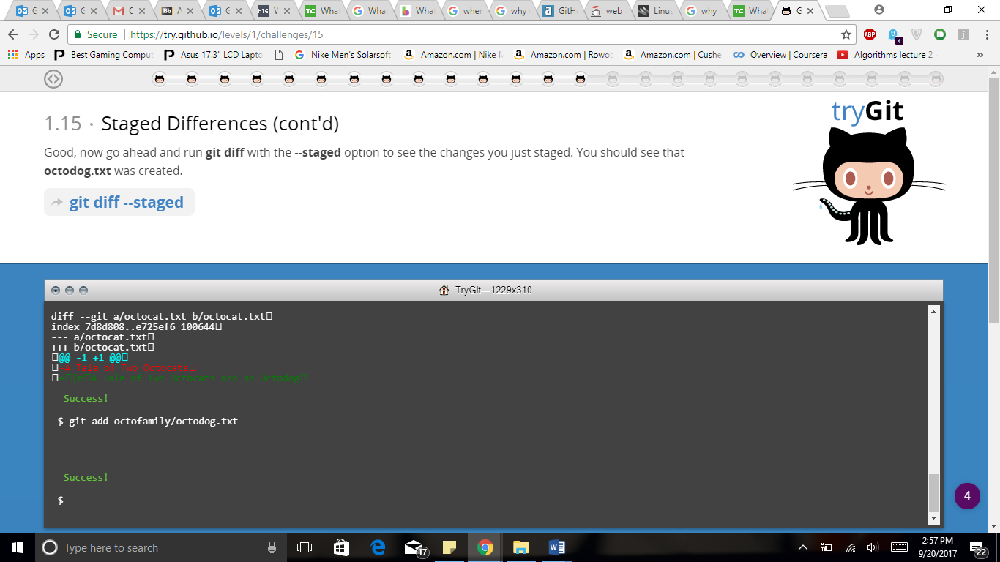 G
G
C
A
G
W
What
What
What
wher
why
GitH
web
Linus
why
What
G
Secure
https://try.github.io/levels/1/challenges/15
ABP
4
Apps
Best Gaming Comput
Asus 17.3" LCD Lapto
Nike Men's Solarsoft
Amazon.com | Nike M
Amazon.com | Rowo
Amazon.com | Cushe
Overview | Coursera
Algorithms lecture 2
»
1.15 · Staged Differences (cont'd)
tryGit
Good, now go ahead and run git diff with the --staged option to see the changes you just staged. You should see that
octodog.txt was created.
git diff --staged
TryGit—1229x310
diff --git a/octocat.txt b/octocat.txt
index 7d8d808..e725ef6 100644
--- a/octocat.txt
+++ b/octocat.txt
@@ -1 +1 @@
-A Tale of Two Octocats
A Tale of Two Octocats and an Octodog
Success!
$ git add octofamily/octodog.txt
Success!
$
4
Type here to search
17
2:57 PM
9/20/2017
22